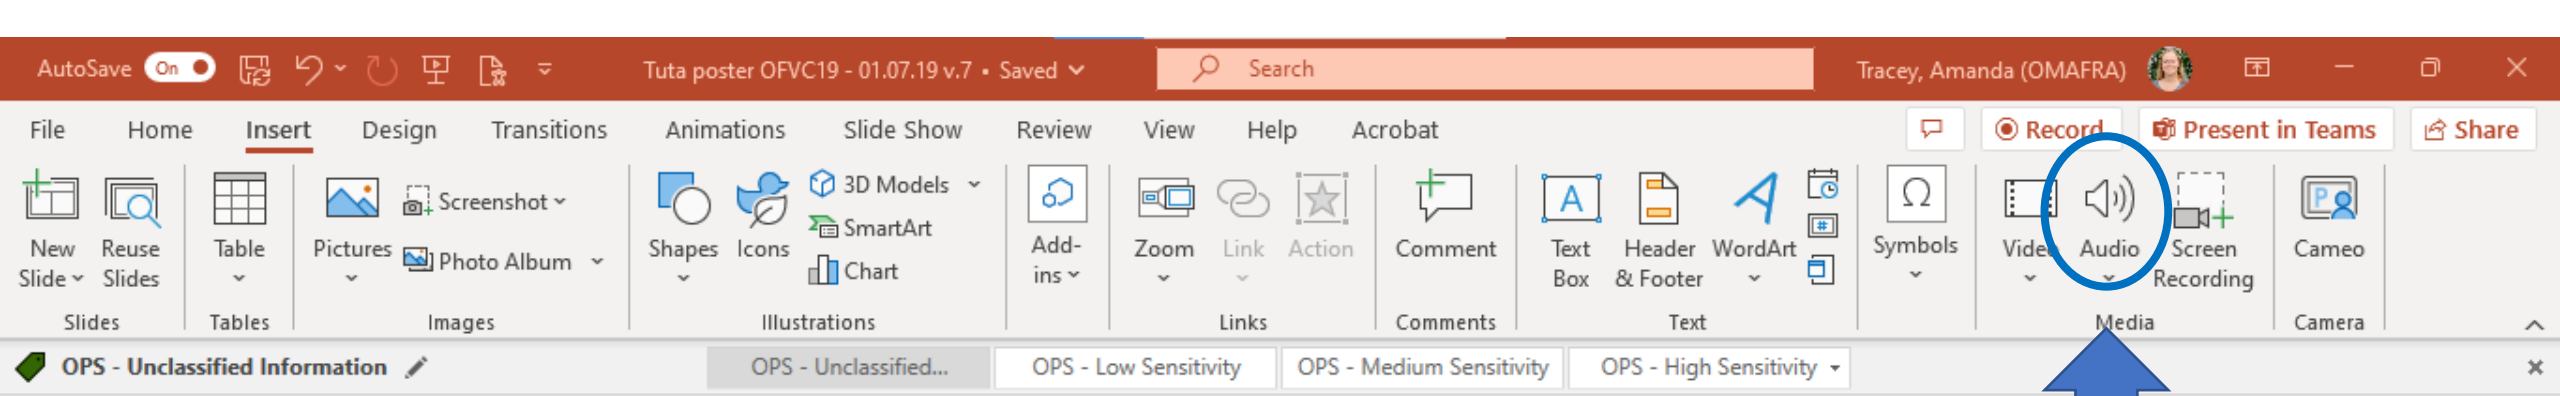 AutoSave On Tuta poster OFVC19 - 01.07.19 v.7 • Saved Search Tracey, Amanda (OMAFRA)
File Home Insert Design Transitions Animations Slide Show Review View Help Acrobat Record Present in Teams Share
New Slide Reuse Slides Table Pictures Screenshot Photo Album Shapes Icons 3D Models SmartArt Chart Add-ins Zoom Link Action Comment Text Box Header & Footer WordArt Symbols Video Audio Screen Recording Cameo
Slides Tables Images Illustrations Links Comments Text Media Camera
OPS - Unclassified Information OPS - Unclassified... OPS - Low Sensitivity OPS - Medium Sensitivity OPS - High Sensitivity